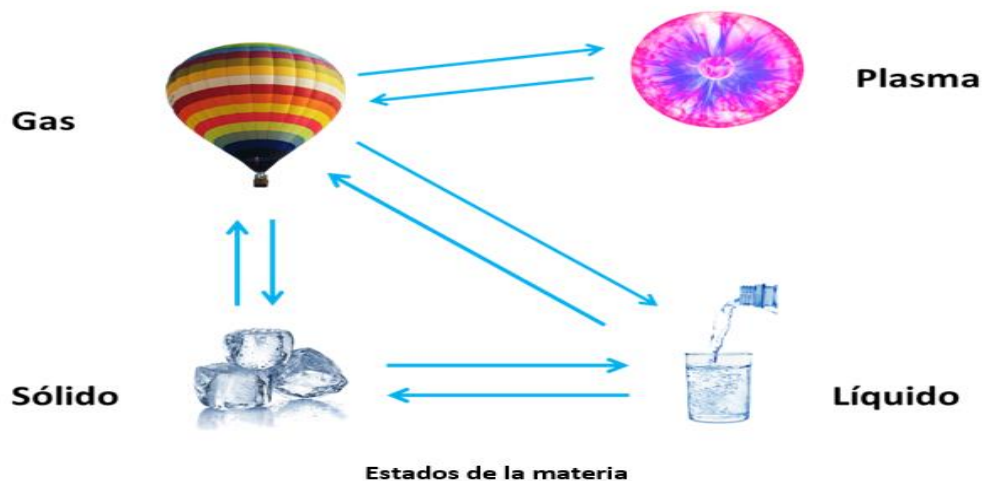 Plasma
Gas
Sólido
Líquido
Estados de la materia